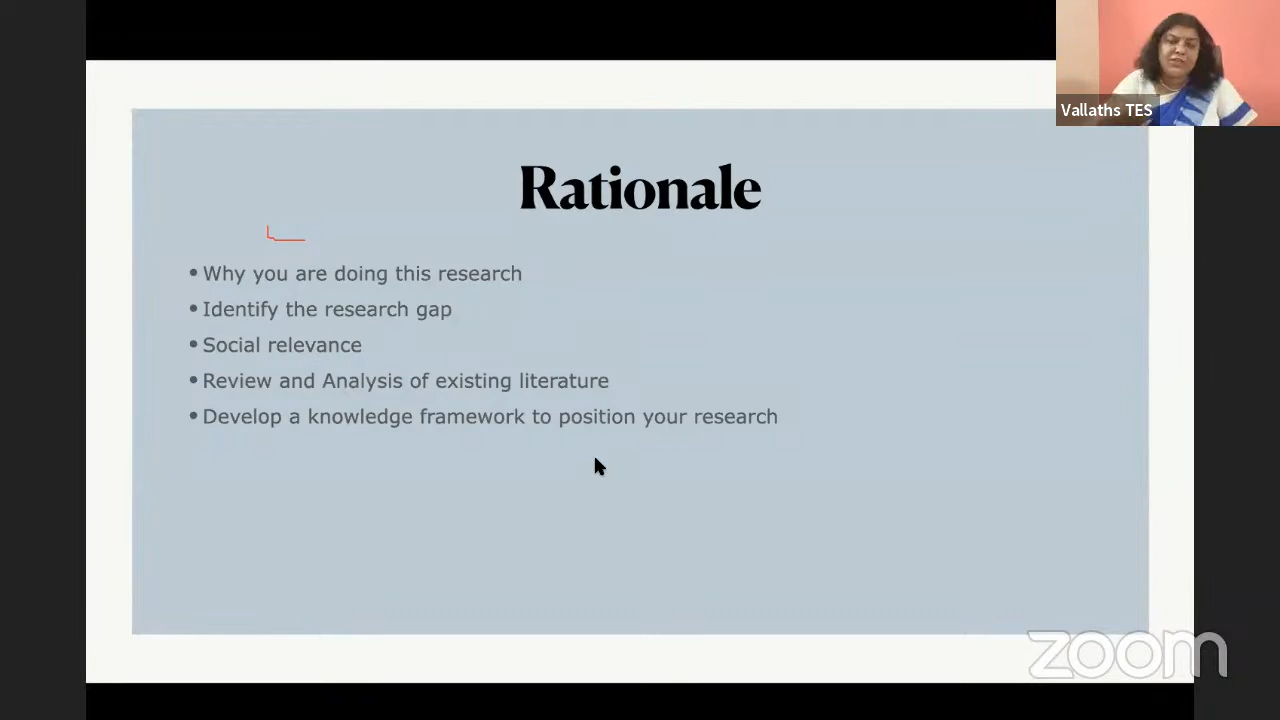 Vallaths TES
Rationale
• Why you are doing this research
• Identify the research gap
• Social relevance
• Review and Analysis of existing literature
• Develop a knowledge framework to position your research
zoom